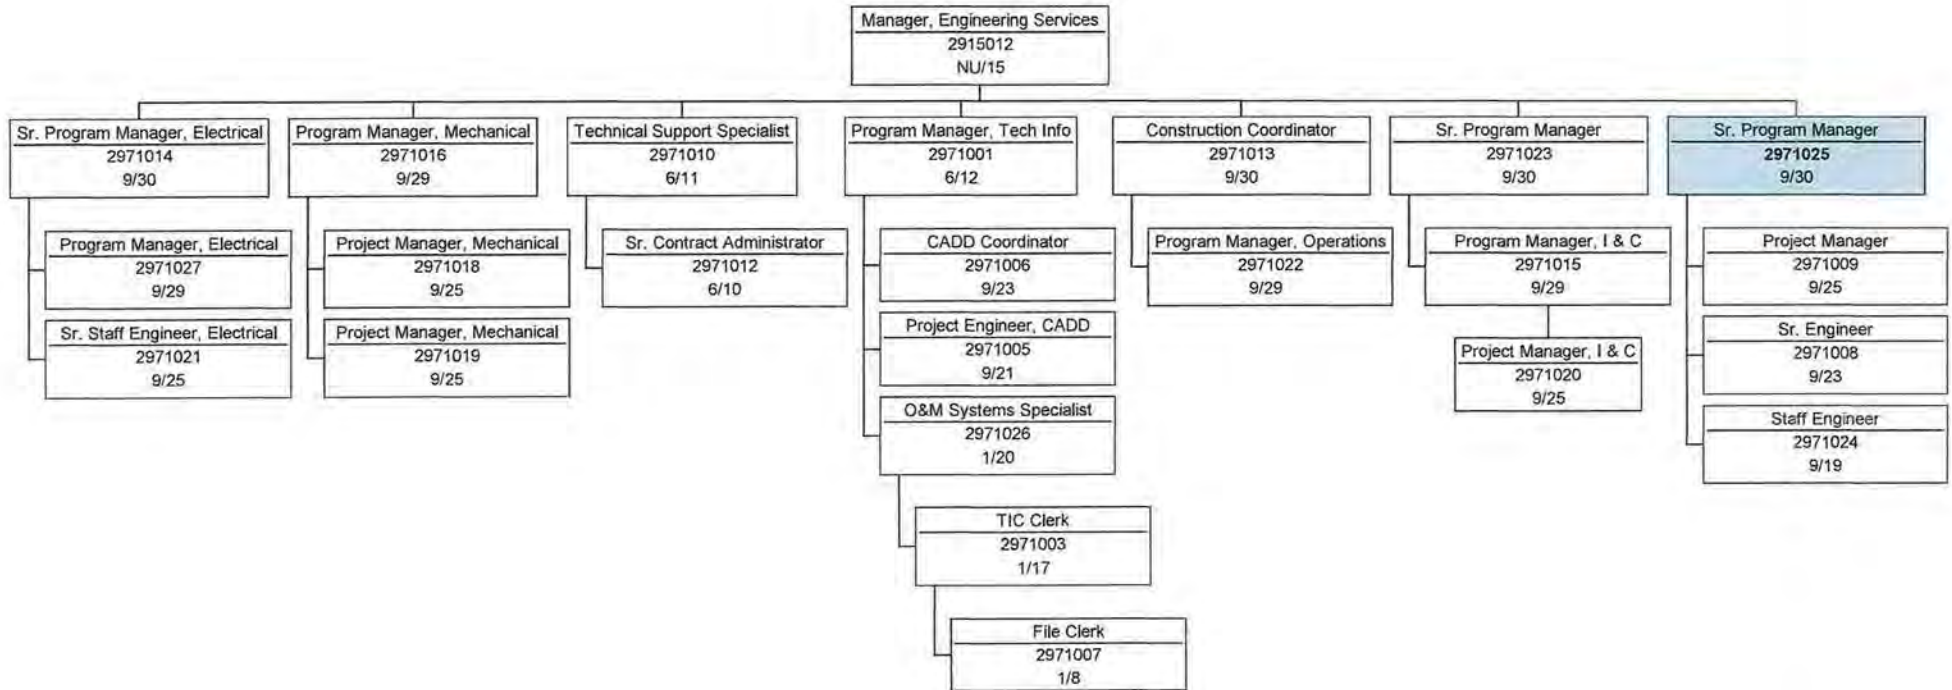 Manager, Engineering Services
2915012
NU/15
Sr. Program Manager, Electrical
2971014
9/30
Program Manager, Electrical
2971027
9/29
Sr. Staff Engineer, Electrical
2971021
9/25
Program Manager, Mechanical
2971016
9/29
Project Manager, Mechanical
2971018
9/25
Project Manager, Mechanical
2971019
9/25
Technical Support Specialist
2971010
6/11
Sr. Contract Administrator
2971012
6/10
Program Manager, Tech Info
2971001
6/12
CADD Coordinator
2971006
9/23
Project Engineer, CADD
2971005
9/21
O&M Systems Specialist
2971026
1/20
TIC Clerk
2971003
1/17
File Clerk
2971007
1/8
Construction Coordinator
2971013
9/30
Program Manager, Operations
2971022
9/29
Sr. Program Manager
2971023
9/30
Program Manager, I & C
2971015
9/29
Project Manager, I & C
2971020
9/25
Sr. Program Manager
2971025
9/30
Project Manager
2971009
9/25
Sr. Engineer
2971008
9/23
Staff Engineer
2971024
9/19